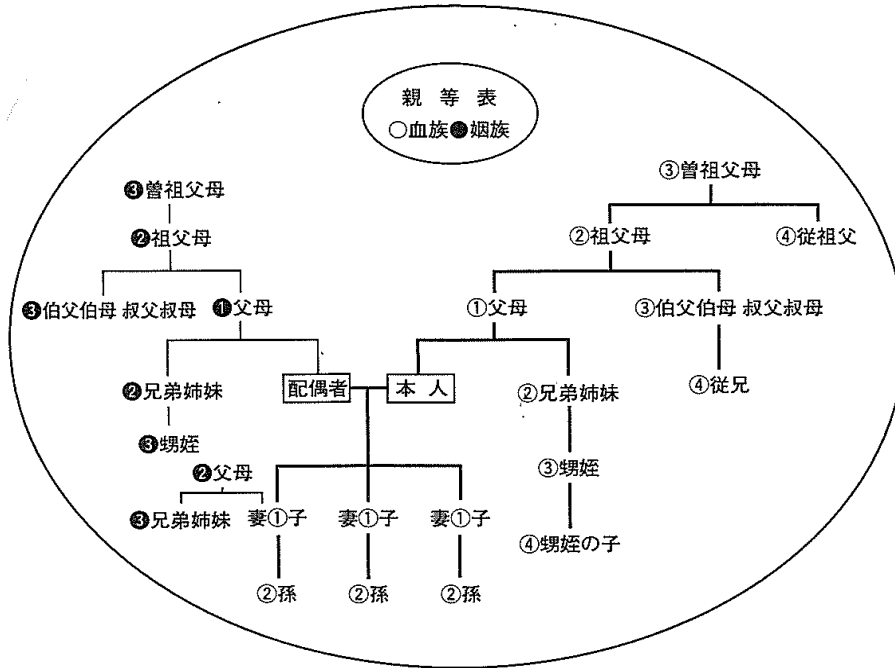 親等表
○血族●姻族
❸曽祖父母
③曽祖父母
❷祖父母
②祖父母
④従祖父
❸伯父伯母 叔父叔母
❶父母
①父母
③伯父伯母 叔父叔母
❷兄弟姉妹
配偶者
本人
②兄弟姉妹
④従兄
❸甥姪
③甥姪
❷父母
❸兄弟姉妹
妻①子
妻①子
妻①子
④甥姪の子
②孫
②孫
②孫